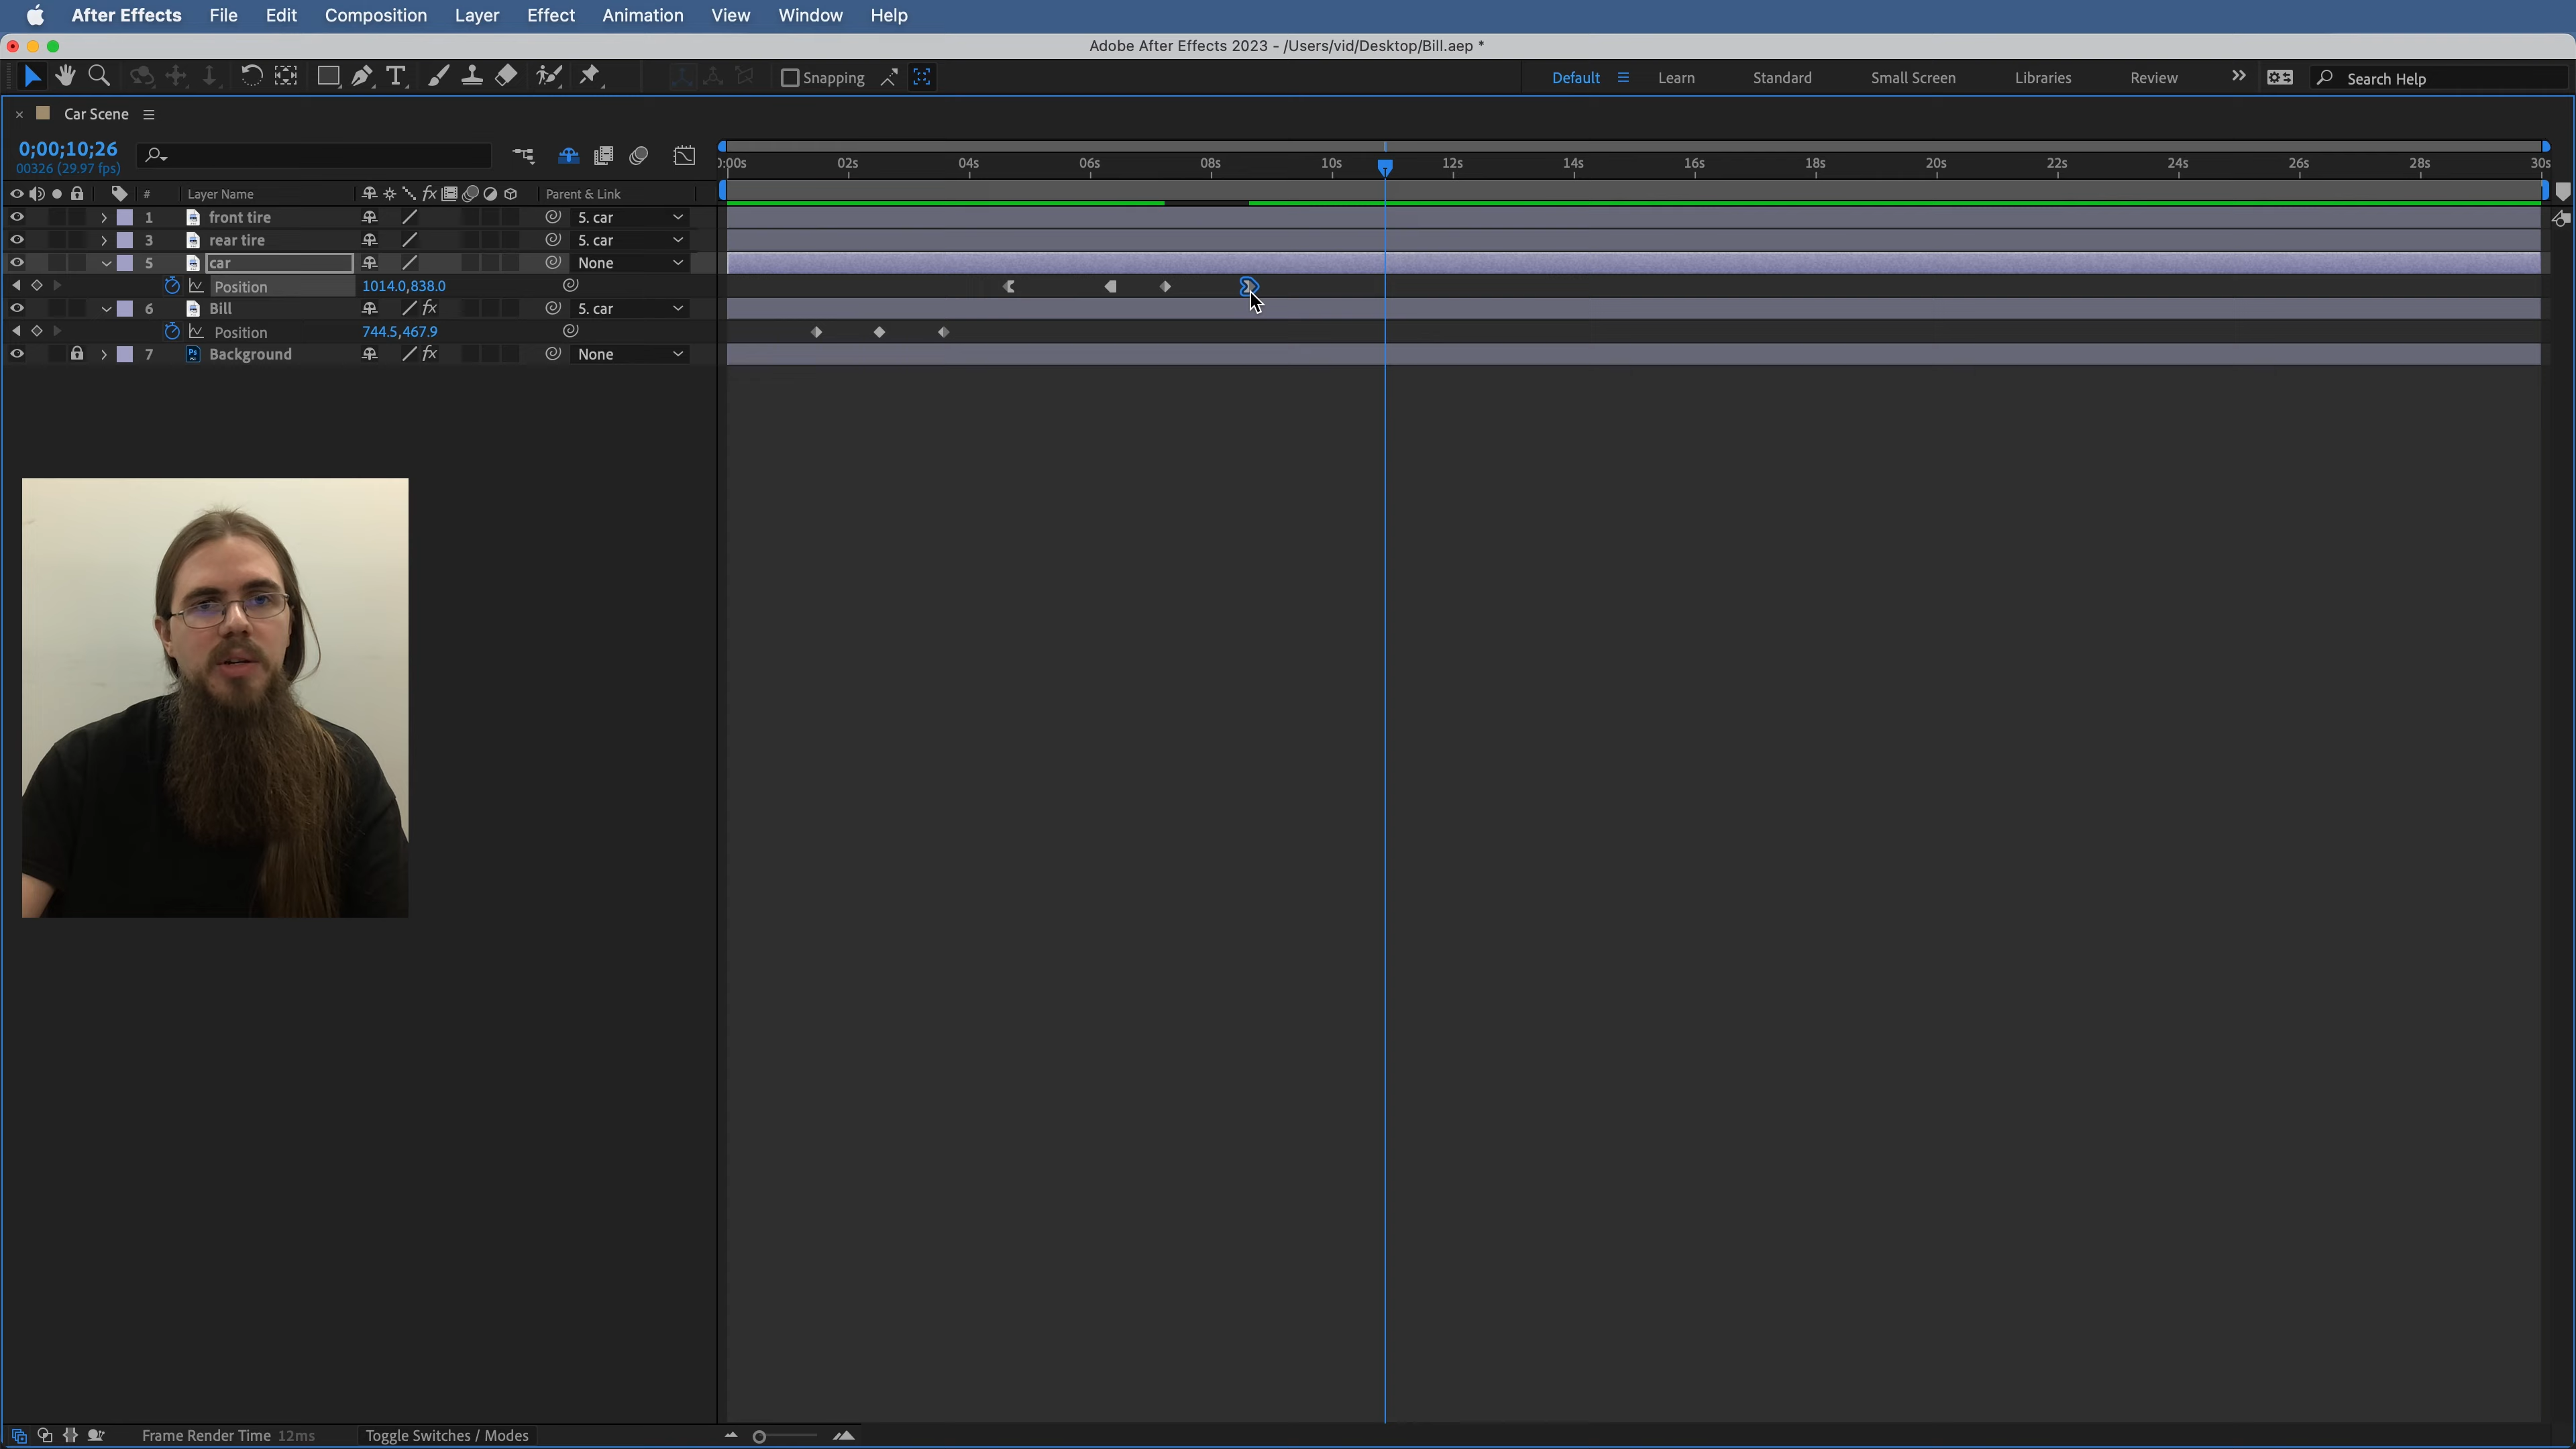 After Effects File Edit Composition Layer Effect Animation View Window Help
Adobe After Effects 2023 - /Users/vid/Desktop/Bill.aep *
Snapping Default Learn Standard Small Screen Libraries Review Search Help
Car Scene
0;00;10;26
00326 (29.97 fps)
0:00s 02s 04s 06s 08s 10s 12s 14s 16s 18s 20s 22s 24s 26s 28s 30s
# Layer Name fx Parent & Link
1 front tire 5. car
3 rear tire 5. car
5 car None
Position 1014.0,838.0
6 Bill fx 5. car
Position 744.5,467.9
7 Ps Background fx None
Frame Render Time 12ms Toggle Switches / Modes